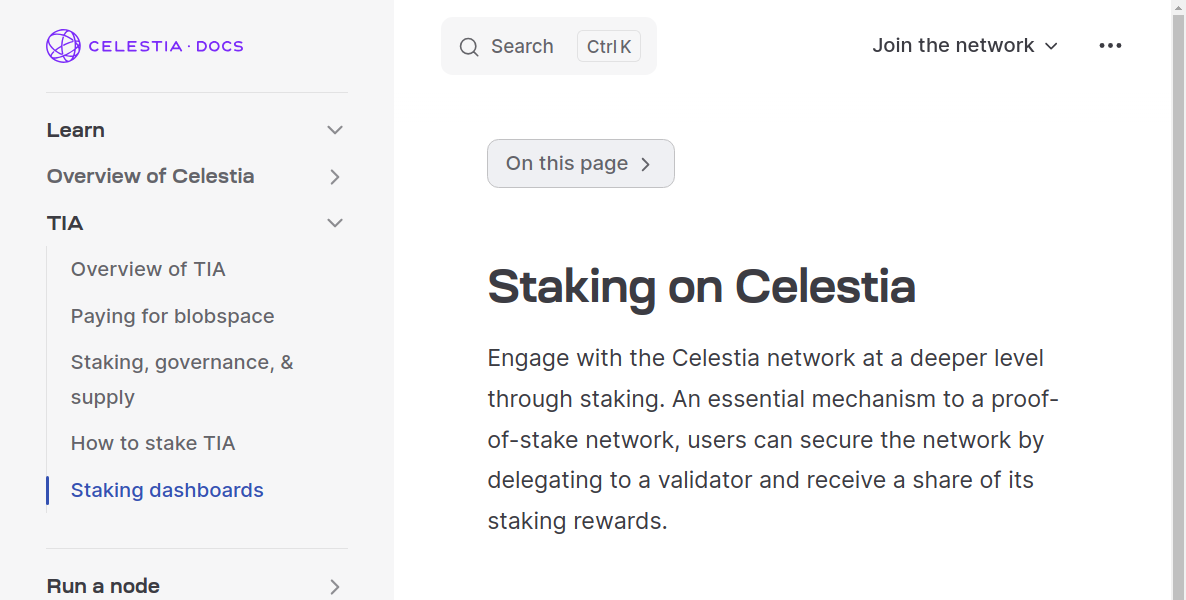 CELESTIA · DOCS
Learn
Overview of Celestia
TIA
Overview of TIA
Paying for blobspace
Staking, governance, &
supply
How to stake TIA
Staking dashboards
Run a node
Search Ctrl K
Join the network
On this page
Staking on Celestia
Engage with the Celestia network at a deeper level
through staking. An essential mechanism to a proof-
of-stake network, users can secure the network by
delegating to a validator and receive a share of its
staking rewards.